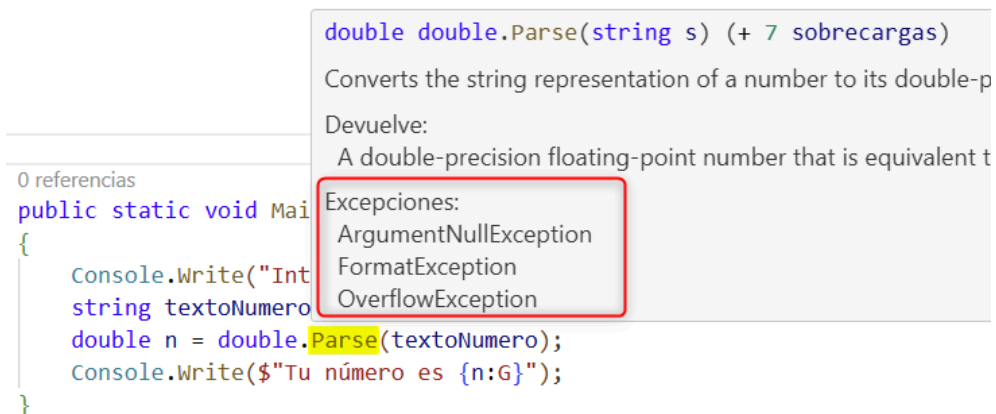 double double.Parse(string s) (+ 7 sobrecargas)
Converts the string representation of a number to its double-p
Devuelve:
A double-precision floating-point number that is equivalent t
Excepciones:
ArgumentNullException
FormatException
OverflowException
0 referencias
public static void Mai
{
Console.Write("Int
string textoNumero
double n = double.Parse(textoNumero);
Console.Write($"Tu número es {n:G}");
}